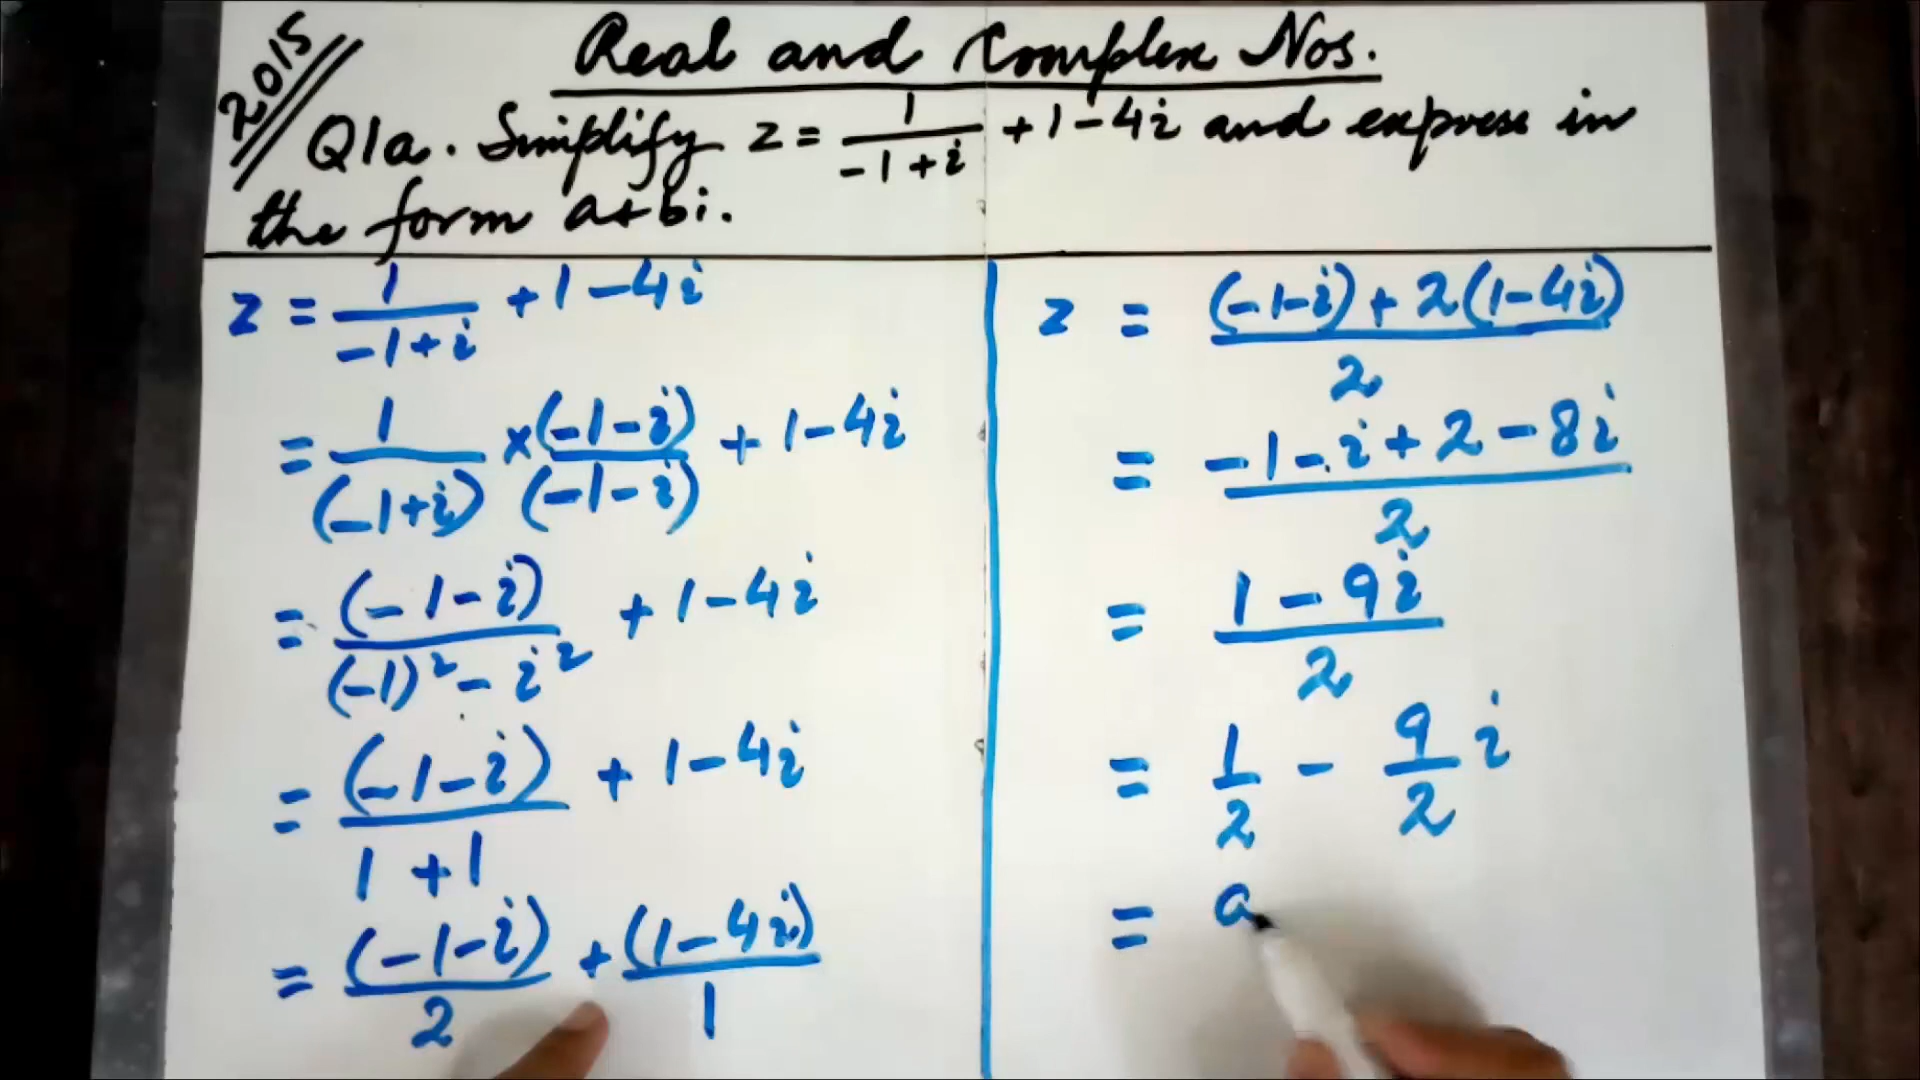 2015
Real and Complex Nos.
Q1a. Simplify z = 1/(-1+i) + 1-4i and express in
the form a+bi.
z = 1/(-1+i) + 1-4i
= 1/(-1+i) × (-1-i)/(-1-i) + 1-4i
= (-1-i)/((-1)² - i²) + 1-4i
= (-1-i)/(1+1) + 1-4i
= (-1-i)/2 + (1-4i)/1
z = ((-1-i)+2(1-4i))/2
= (-1-i+2-8i)/2
= (1-9i)/2
= 1/2 - 9/2 i
= a